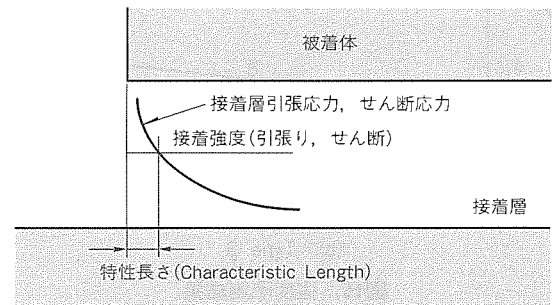 被着体
接着層引張応力，せん断応力
接着強度(引張り，せん断)
接着層
特性長さ(Characteristic Length)